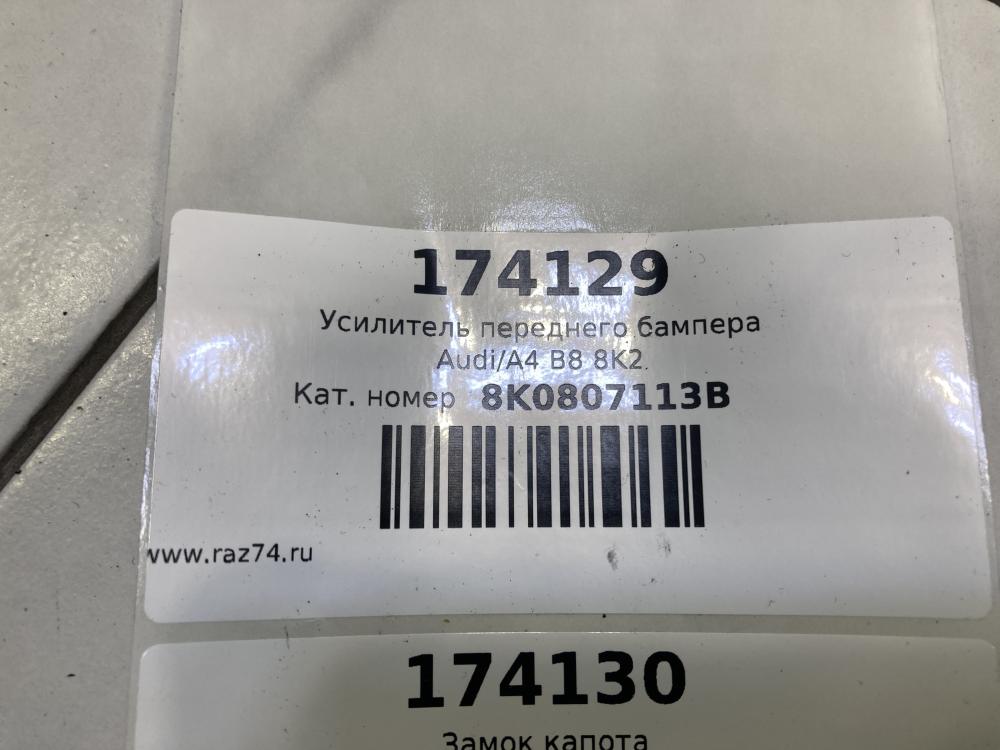 174129
Усилитель переднего бампера
Audi/A4 B8 8K2
Кат. номер 8K0807113B
www.raz74.ru
174130
Замок капота